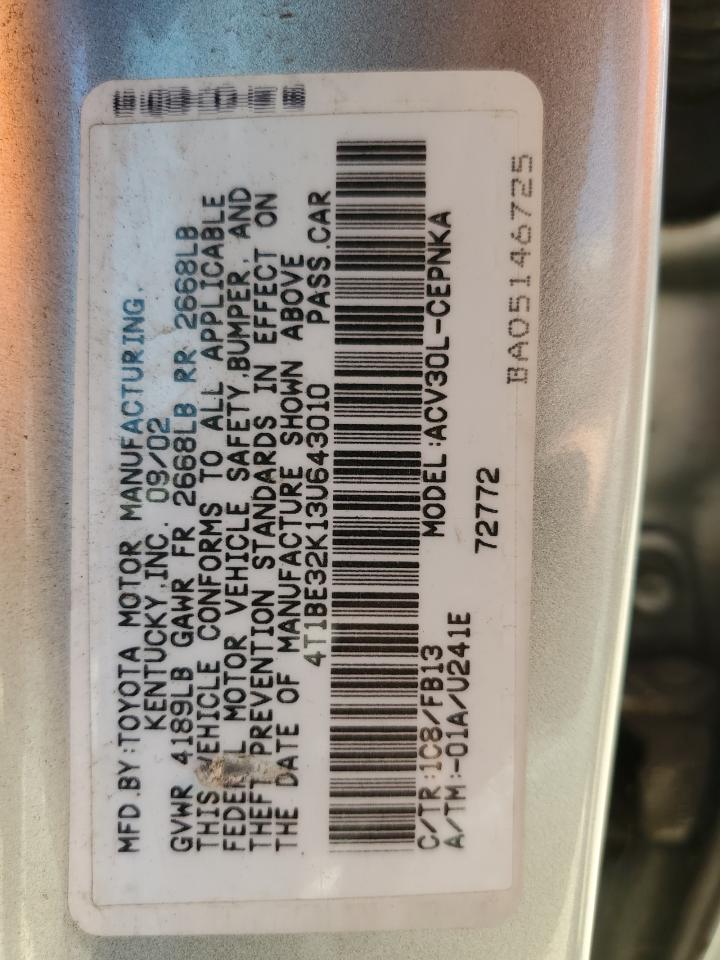 MFD.BY:TOYOTA MOTOR MANUFACTURING,
KENTUCKY,INC. 09/02
GVWR 4189LB GAWR FR 2668LB RR 2668LB
THIS VEHICLE CONFORMS TO ALL APPLICABLE
FEDERAL MOTOR VEHICLE SAFETY,BUMPER, AND
THEFT PREVENTION STANDARDS IN EFFECT ON
THE DATE OF MANUFACTURE SHOWN ABOVE
4T1BE32K13U643010 PASS.CAR
C/TR:1C8/FB13 MODEL:ACV30L-CEPNKA
A/TM:-01A/U241E 72772
BA05146725